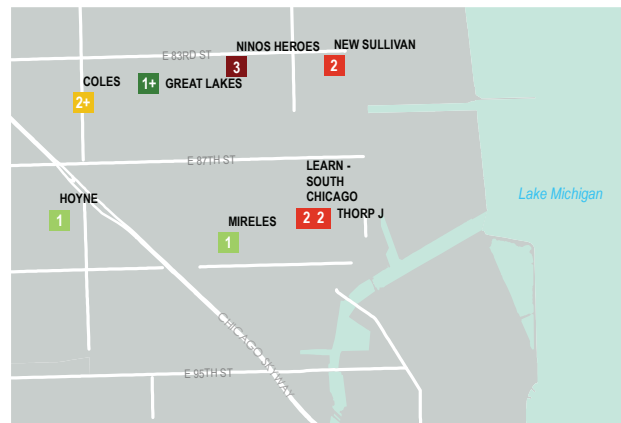 NINOS HEROES
NEW SULLIVAN
E 83RD ST
3
2
COLES
1+
GREAT LAKES
2+
E 87TH ST
LEARN -
SOUTH
CHICAGO
Lake Michigan
HOYNE
1
2 2
THORP J
MIRELES
1
CHICAGO SKYWAY
E 95TH ST